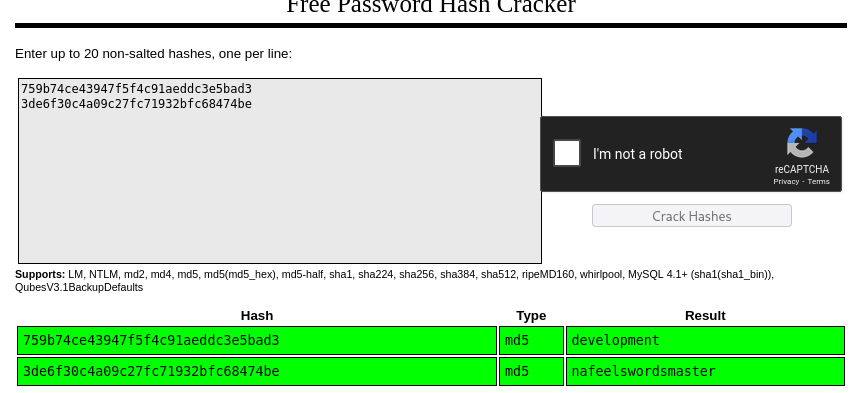 Free Password Hash Cracker
Enter up to 20 non-salted hashes, one per line:
759b74ce43947f5f4c91aeddc3e5bad3
3de6f30c4a09c27fc71932bfc68474be
I'm not a robot
reCAPTCHA
Privacy - Terms
Crack Hashes
Supports: LM, NTLM, md2, md4, md5, md5(md5_hex), md5-half, sha1, sha224, sha256, sha384, sha512, ripeMD160, whirlpool, MySQL 4.1+ (sha1(sha1_bin)),
QubesV3.1BackupDefaults
Hash Type Result
759b74ce43947f5f4c91aeddc3e5bad3 md5 development
3de6f30c4a09c27fc71932bfc68474be md5 nafeelswordsmaster